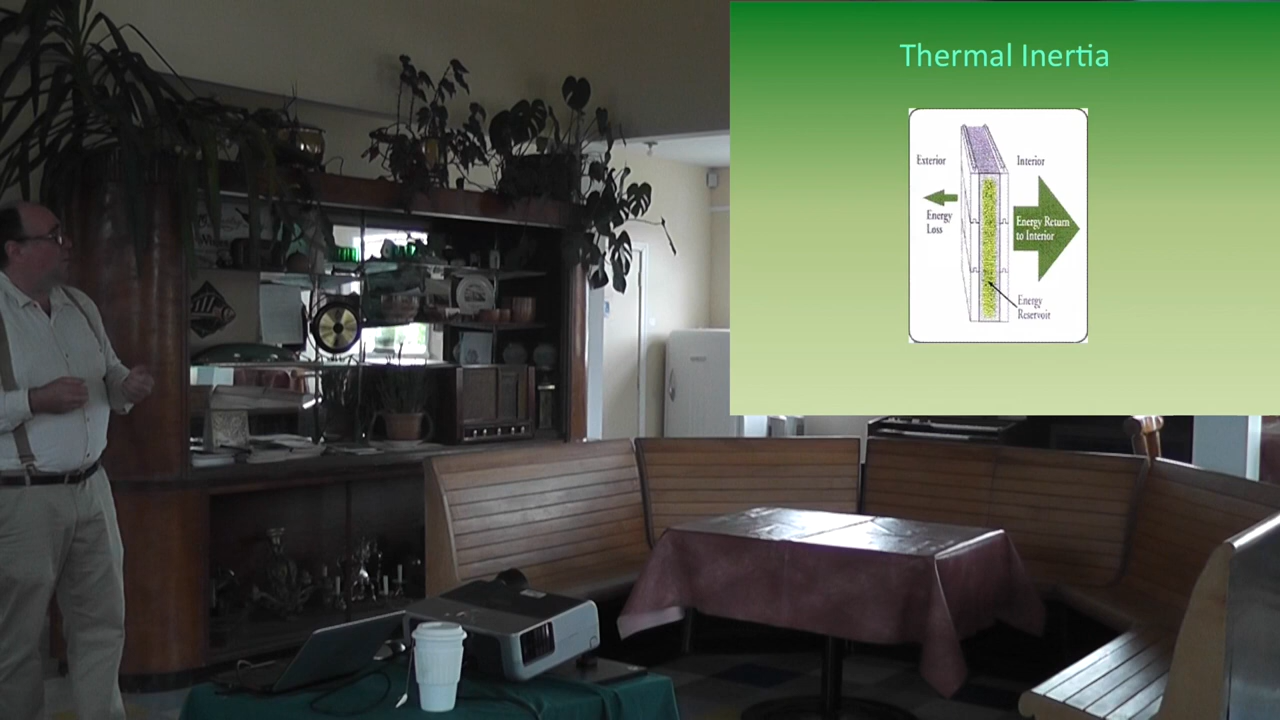 Thermal Inertia
Exterior
Interior
Energy
Loss
Energy Return
to Interior
Energy
Reservoir